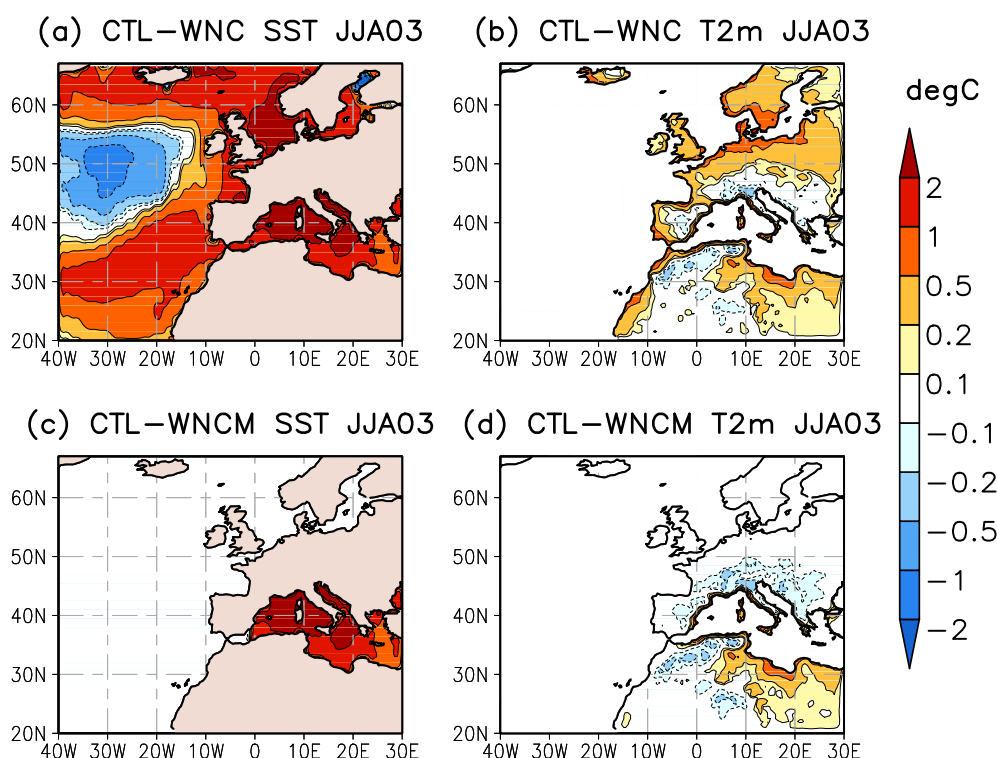 (a) CTL-WNC SST JJA03
(b) CTL-WNC T2m JJA03
60N
50N
40N
30N
20N
40W 30W 20W 10W 0 10E 20E 30E
60N
50N
40N
30N
20N
40W 30W 20W 10W 0 10E 20E 30E
degC
2
1
0.5
0.2
0.1
-0.1
-0.2
-0.5
-1
-2
(c) CTL-WNCM SST JJA03
(d) CTL-WNCM T2m JJA03
60N
50N
40N
30N
20N
40W 30W 20W 10W 0 10E 20E 30E
60N
50N
40N
30N
20N
40W 30W 20W 10W 0 10E 20E 30E